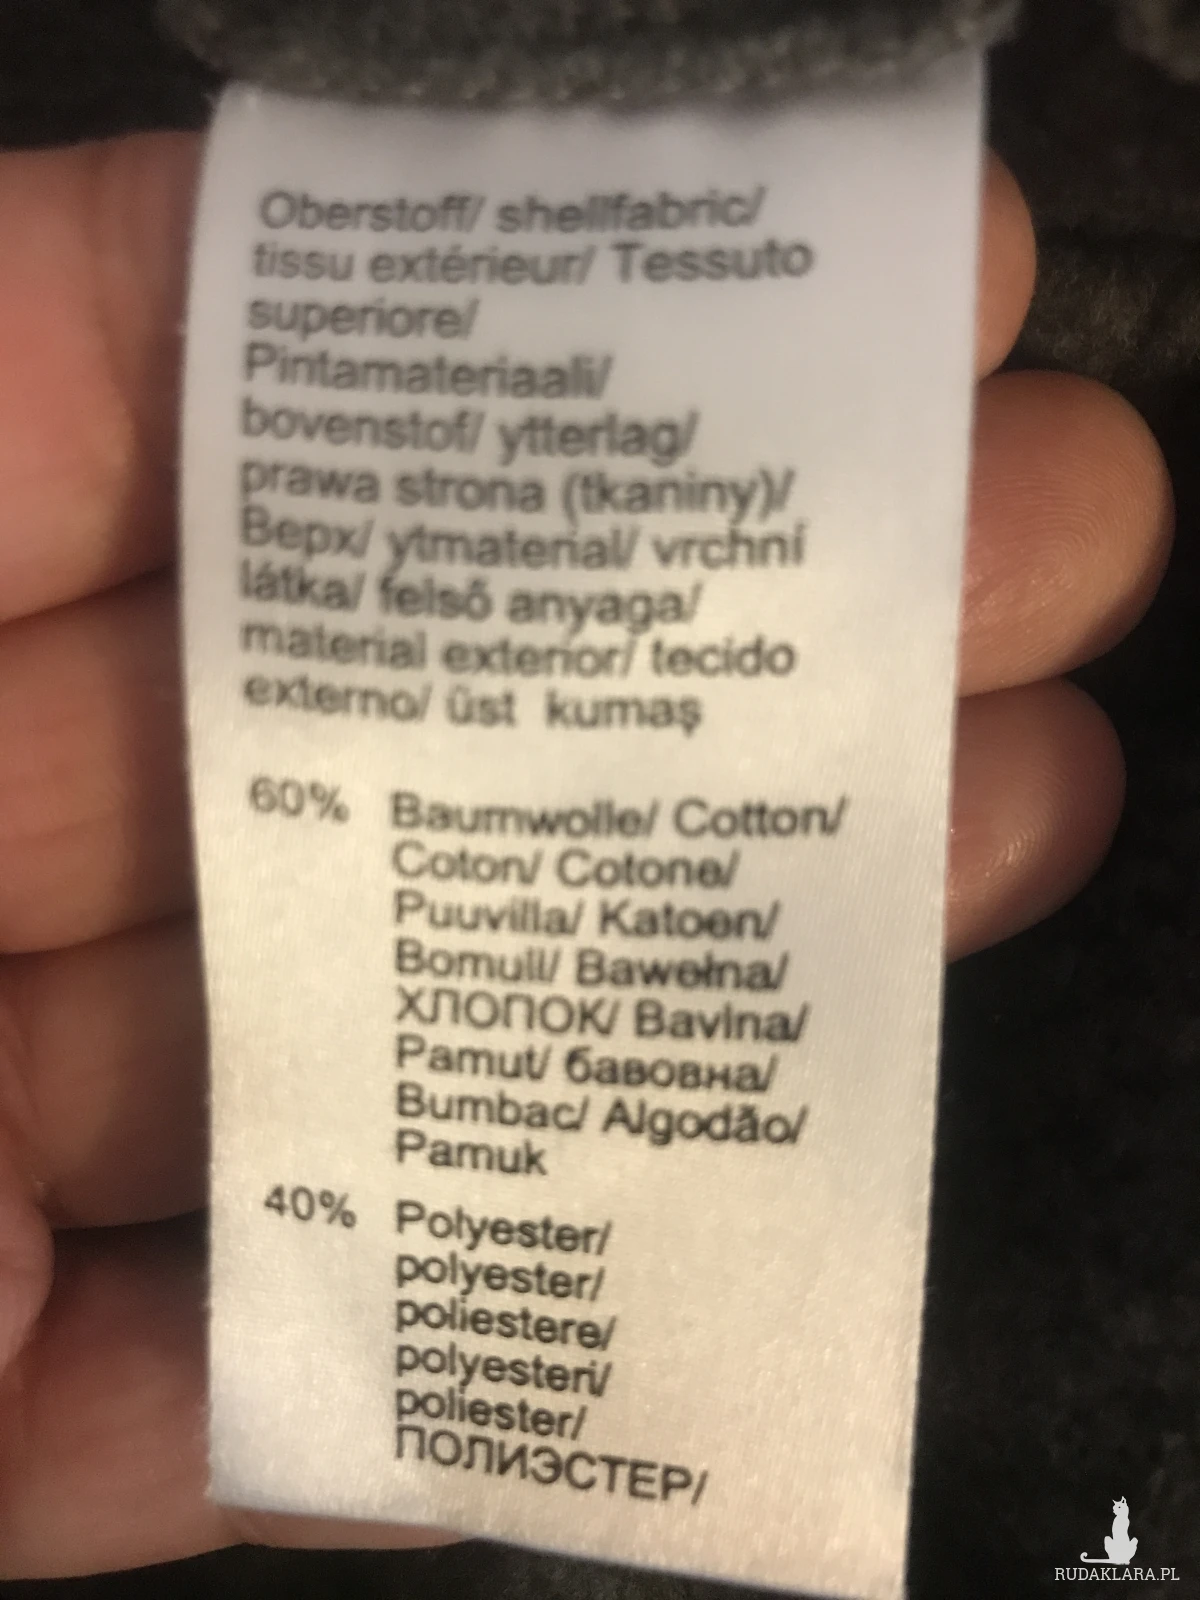 Oberstoff/ shellfabric/
tissu extérieur/ Tessuto
superiore/
Pintamateriaali/
bovenstof/ ytterlag/
prawa strona (tkaniny)/
Верх/ ytmaterial/ vrchní
látka/ felső anyaga/
material exterior/ tecido
externo/ üst kumaş
60% Baumwolle/ Cotton/
Coton/ Cotone/
Puuvilla/ Katoen/
Bomull/ Bawełna/
ХЛОПОК/ Bavlna/
Pamut/ бавовна/
Bumbac/ Algodão/
Pamuk
40% Polyester/
polyester/
poliestere/
polyesteri/
poliester/
ПОЛИЭСТЕР/
RUDAKLARA.PL